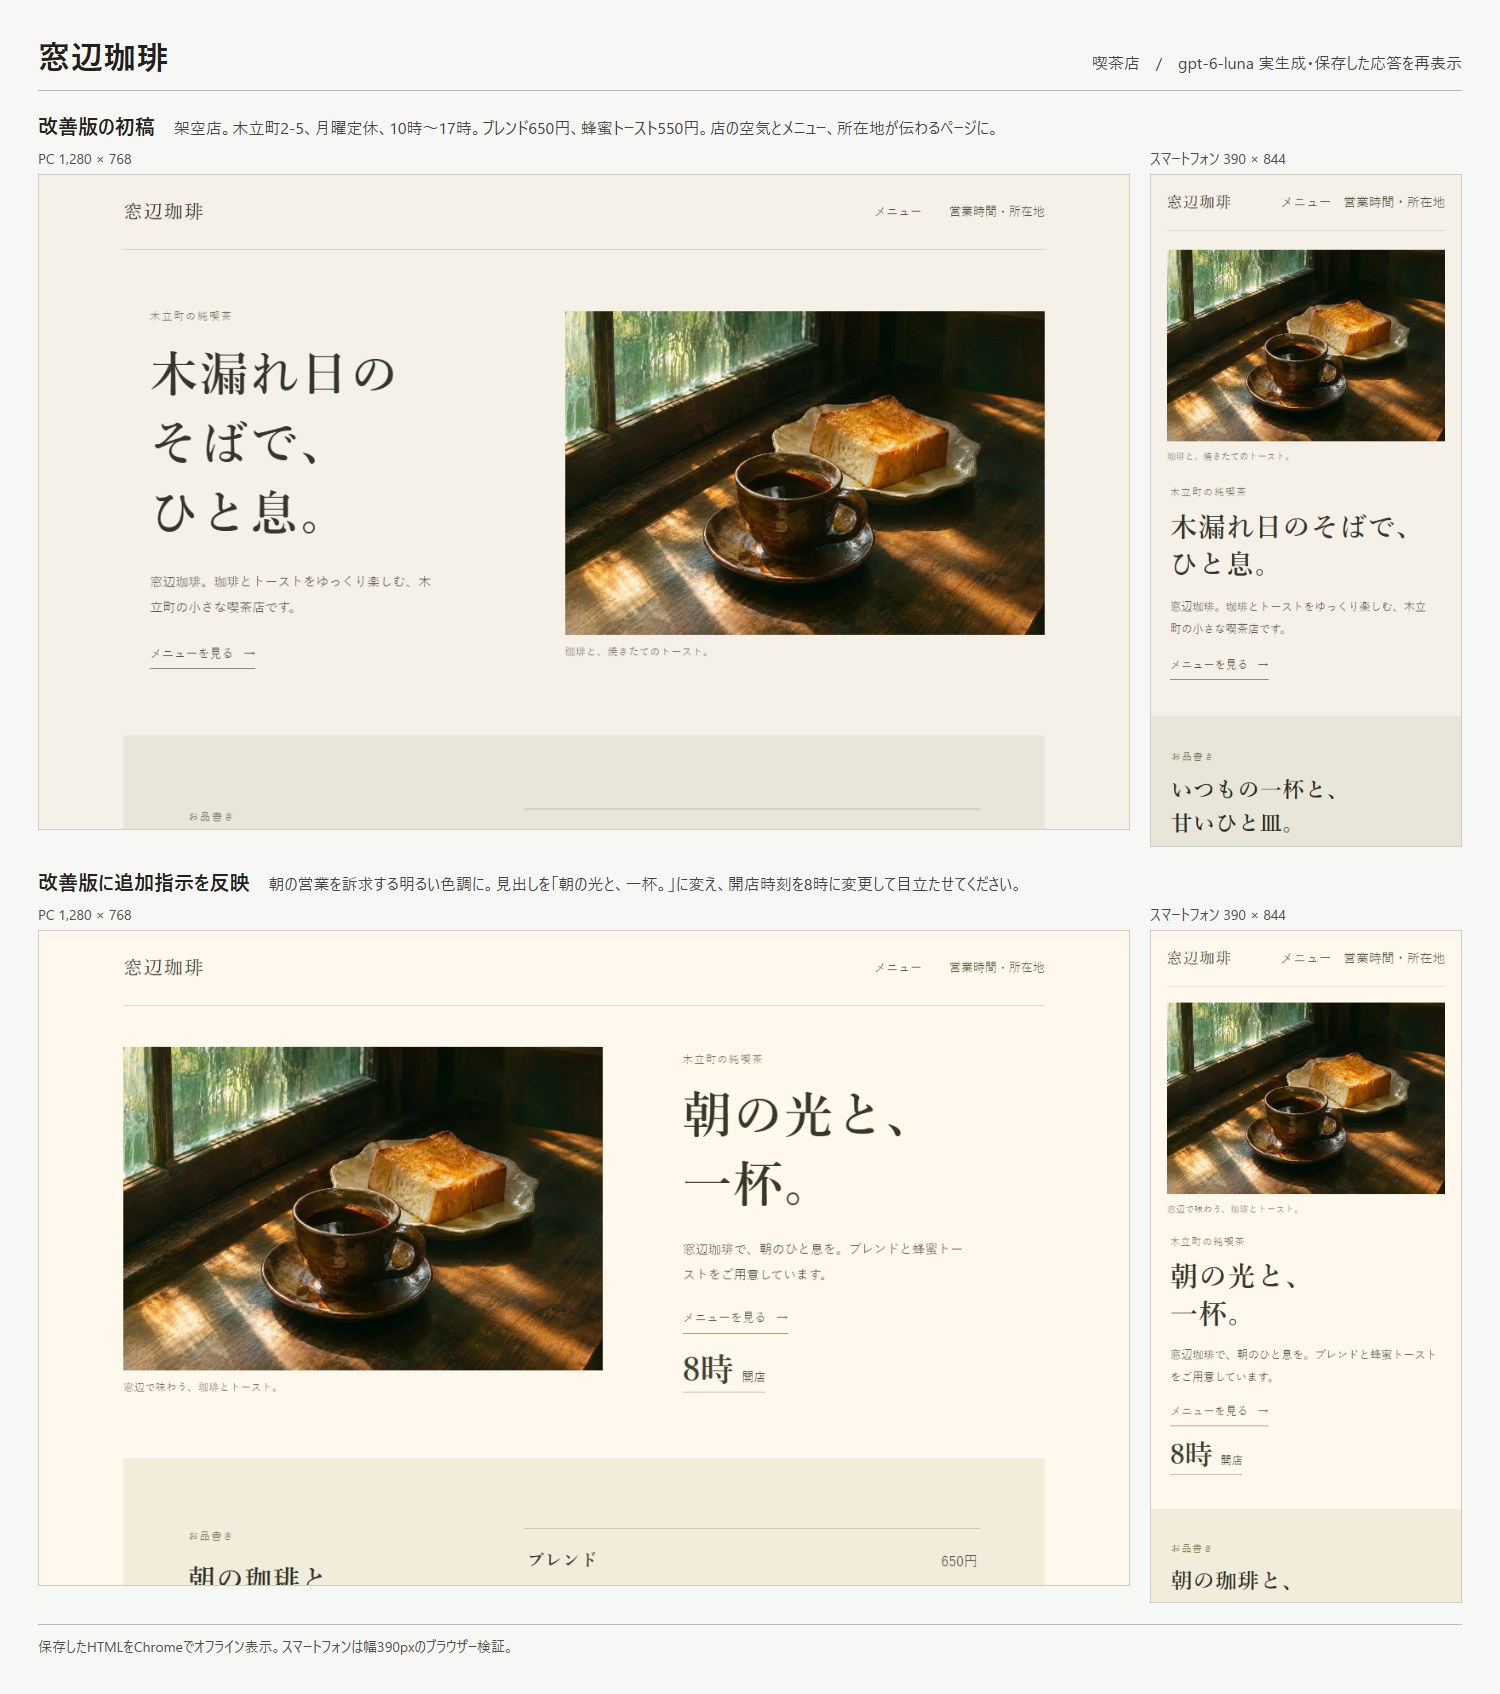 窓辺珈琲
喫茶店 / gpt-6-luna 実生成・保存した応答を再表示
改善版の初稿 架空店。木立町2-5、月曜定休、10時～17時。ブレンド650円、蜂蜜トースト550円。店の空気とメニュー、所在地が伝わるページに。
PC 1,280 × 768
窓辺珈琲
メニュー 営業時間・所在地
木立町の純喫茶
木漏れ日の
そばで、
ひと息。
窓辺珈琲。珈琲とトーストをゆっくり楽しむ、木
立町の小さな喫茶店です。
メニューを見る →
珈琲と、焼きたてのトースト。
お品書き
スマートフォン 390 × 844
窓辺珈琲
メニュー 営業時間・所在地
珈琲と、焼きたてのトースト。
木立町の純喫茶
木漏れ日のそばで、
ひと息。
窓辺珈琲。珈琲とトーストをゆっくり楽しむ、木立
町の小さな喫茶店です。
メニューを見る →
お品書き
いつもの一杯と、
甘いひと皿。
改善版に追加指示を反映 朝の営業を訴求する明るい色調に。見出しを「朝の光と、一杯。」に変え、開店時刻を8時に変更して目立たせてください。
PC 1,280 × 768
窓辺珈琲
メニュー 営業時間・所在地
窓辺で味わう、珈琲とトースト。
木立町の純喫茶
朝の光と、
一杯。
窓辺珈琲で、朝のひと息を。ブレンドと蜂蜜トー
ストをご用意しています。
メニューを見る →
8時 開店
お品書き
朝の珈琲と
ブレンド 650円
スマートフォン 390 × 844
窓辺珈琲
メニュー 営業時間・所在地
窓辺で味わう、珈琲とトースト。
木立町の純喫茶
朝の光と、
一杯。
窓辺珈琲で、朝のひと息を。ブレンドと蜂蜜トースト
をご用意しています。
メニューを見る →
8時 開店
お品書き
朝の珈琲と、
保存したHTMLをChromeでオフライン表示。スマートフォンは幅390pxのブラウザー検証。